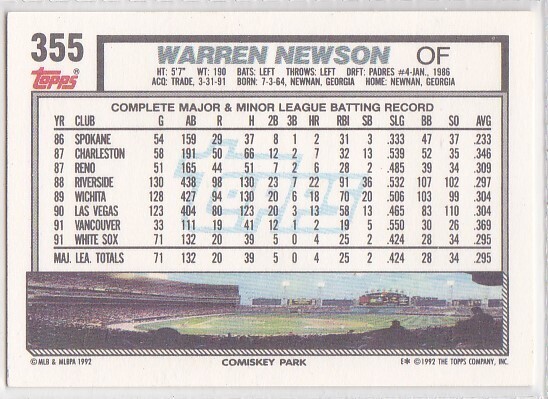 355 WARREN NEWSON OF
Topps® HT: 5'7" WT: 190 BATS: LEFT THROWS: LEFT DRFT: PADRES #4-JAN., 1986
ACQ: TRADE, 3-31-91 BORN: 7-3-64, NEWNAN, GEORGIA HOME: NEWNAN, GEORGIA
COMPLETE MAJOR & MINOR LEAGUE BATTING RECORD
YR CLUB G AB R H 2B 3B HR RBI SB SLG BB SO AVG
86 SPOKANE 54 159 29 37 8 1 2 31 3 .333 47 37 .233
87 CHARLESTON 58 191 50 66 12 2 7 32 13 .539 52 35 .346
87 RENO 51 165 44 51 7 2 6 28 2 .485 39 34 .309
88 RIVERSIDE 130 438 98 130 23 7 22 91 36 .532 107 102 .297
89 WICHITA 128 427 94 130 20 6 18 70 20 .506 103 99 .304
90 LAS VEGAS 123 404 80 123 20 3 13 58 13 .465 83 110 .304
91 VANCOUVER 33 111 19 41 12 1 2 19 5 .550 30 26 .369
91 WHITE SOX 71 132 20 39 5 0 4 25 2 .424 28 34 .295
MAJ. LEA. TOTALS 71 132 20 39 5 0 4 25 2 .424 28 34 .295
Topps
©MLB & MLBPA 1992 COMISKEY PARK E* ©1992 THE TOPPS COMPANY, INC.